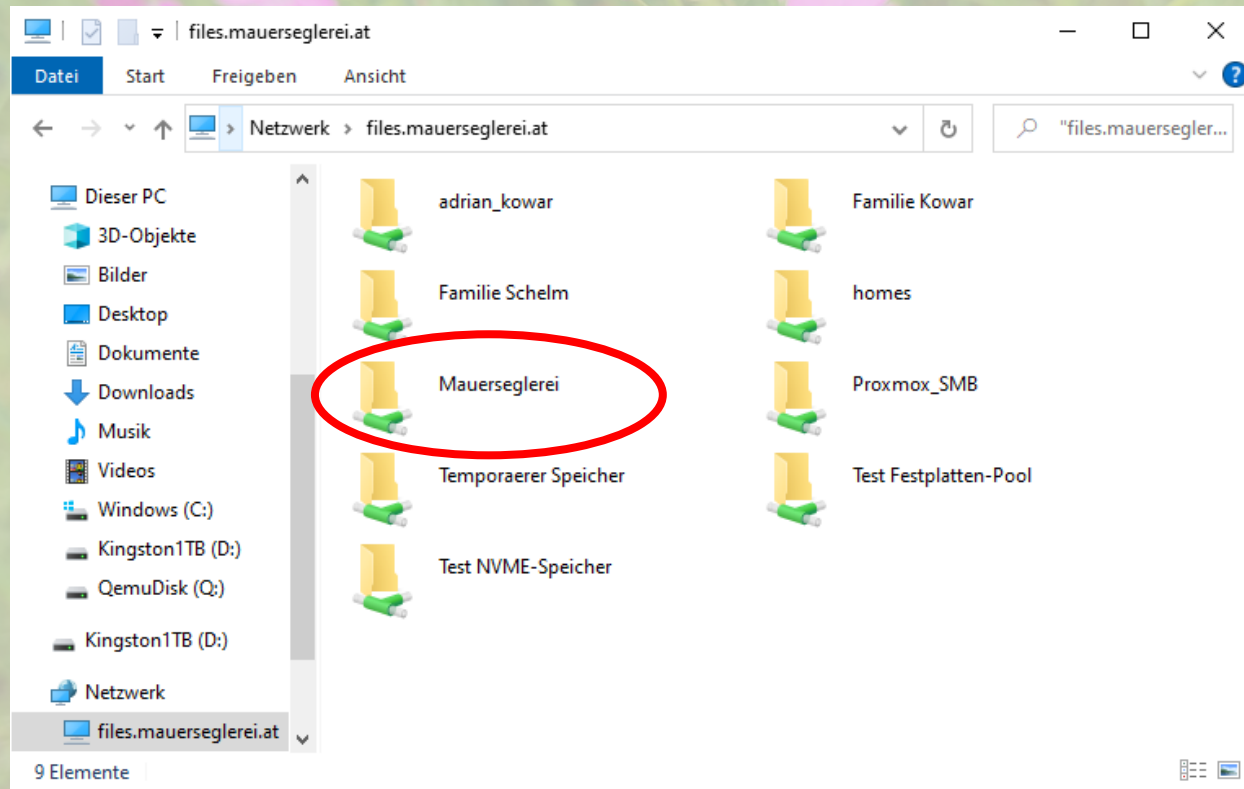 files.mauerseglerei.at
Datei Start Freigeben Ansicht
Netzwerk files.mauerseglerei.at "files.mauersegler...
Dieser PC
3D-Objekte
Bilder
Desktop
Dokumente
Downloads
Musik
Videos
Windows (C:)
Kingston1TB (D:)
QemuDisk (Q:)
Kingston1TB (D:)
Netzwerk
files.mauerseglerei.at
adrian_kowar Familie Kowar
Familie Schelm homes
Mauerseglerei Proxmox_SMB
Temporaerer Speicher Test Festplatten-Pool
Test NVME-Speicher
9 Elemente